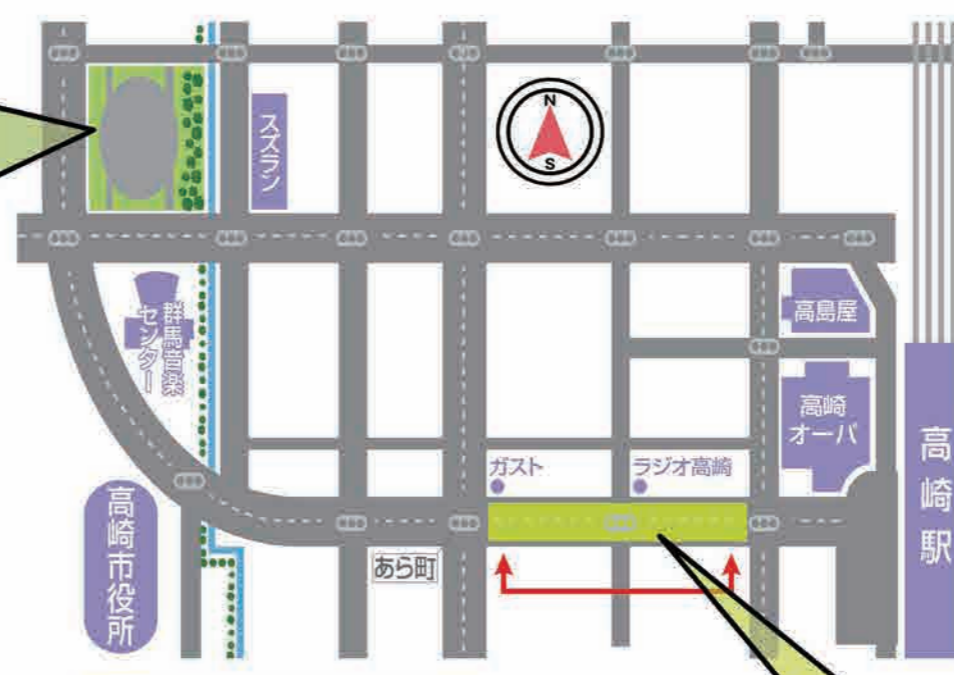 N
S
スズラン
群馬音楽
センター
高島屋
高崎
オーパ
高崎駅
ガスト
ラジオ高崎
あら町
高崎市役所